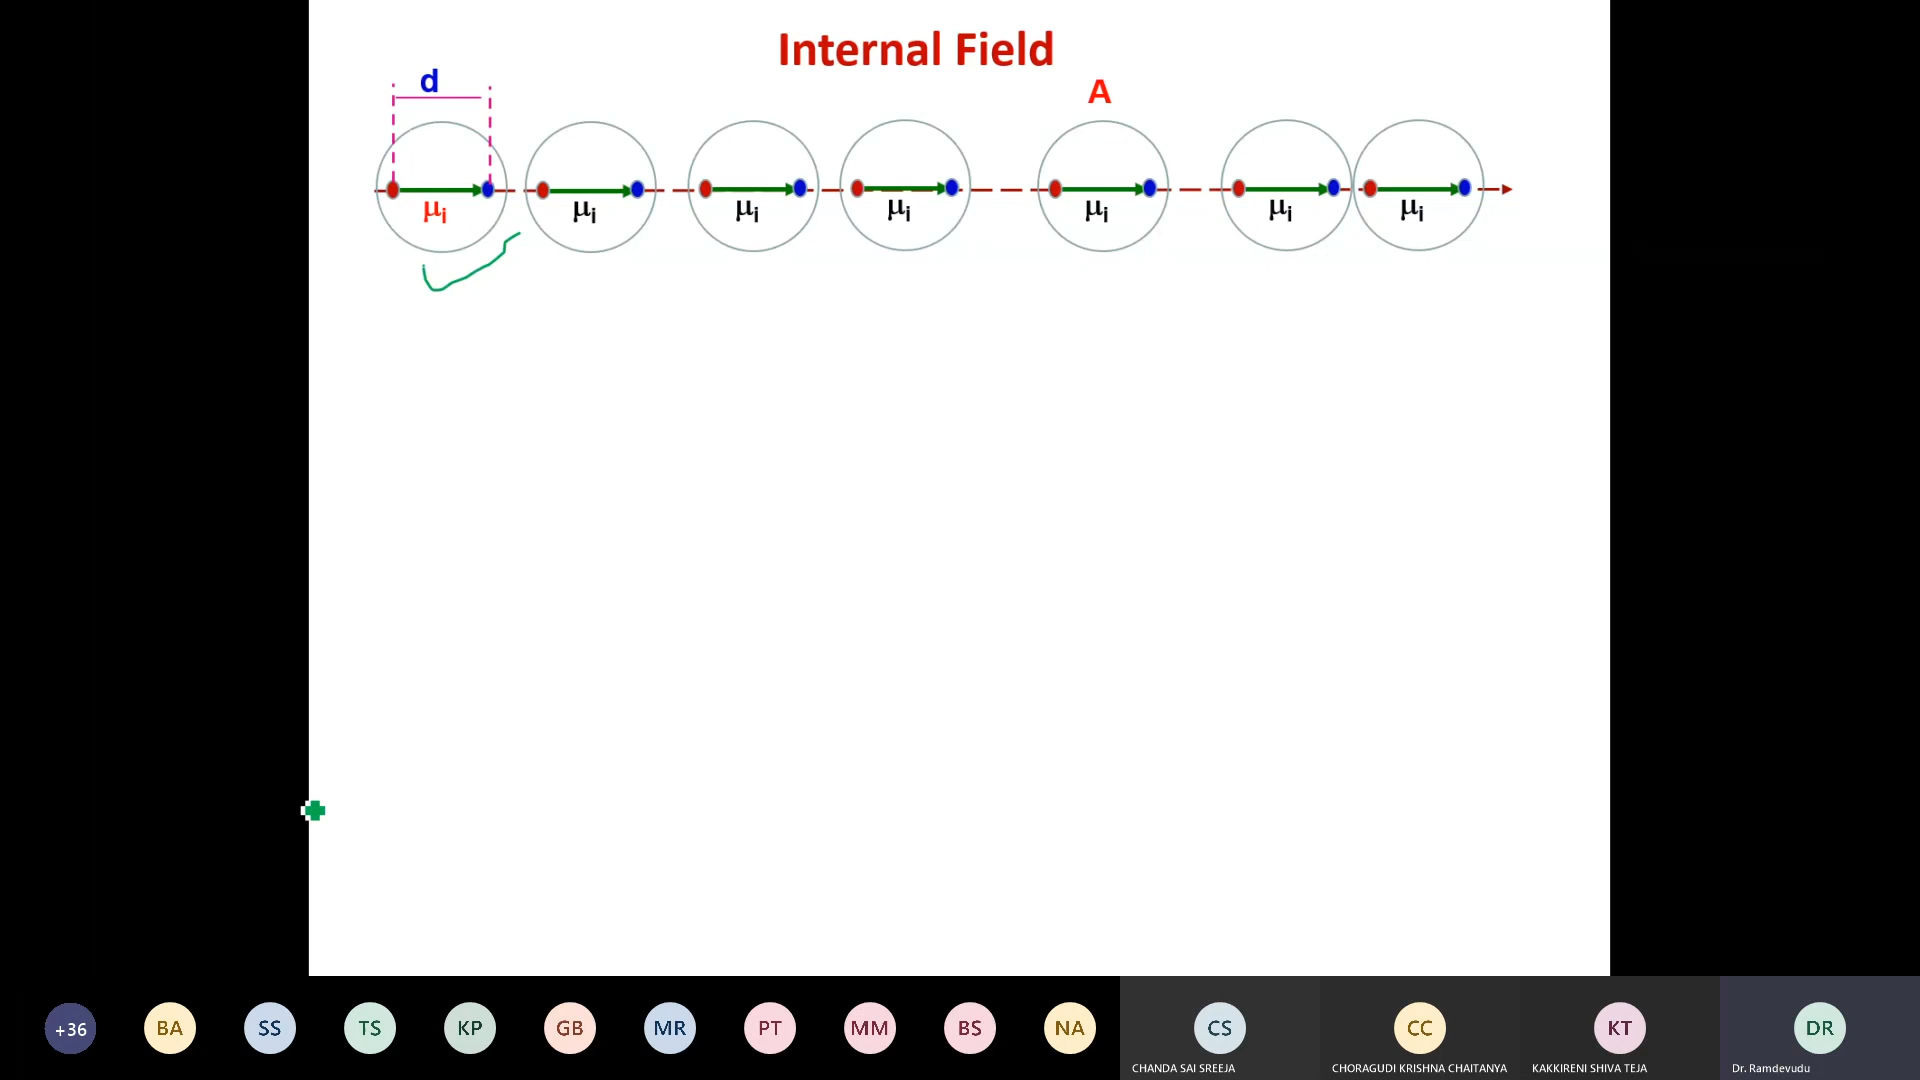 Internal Field
d
A
μi μi μi μi μi μi μi
+36 BA SS TS KP GB MR PT MM BS NA CS CC KT DR
CHANDA SAI SREEJA CHORAGUDI KRISHNA CHAITANYA KAKKIRENI SHIVA TEJA Dr. Ramdevudu